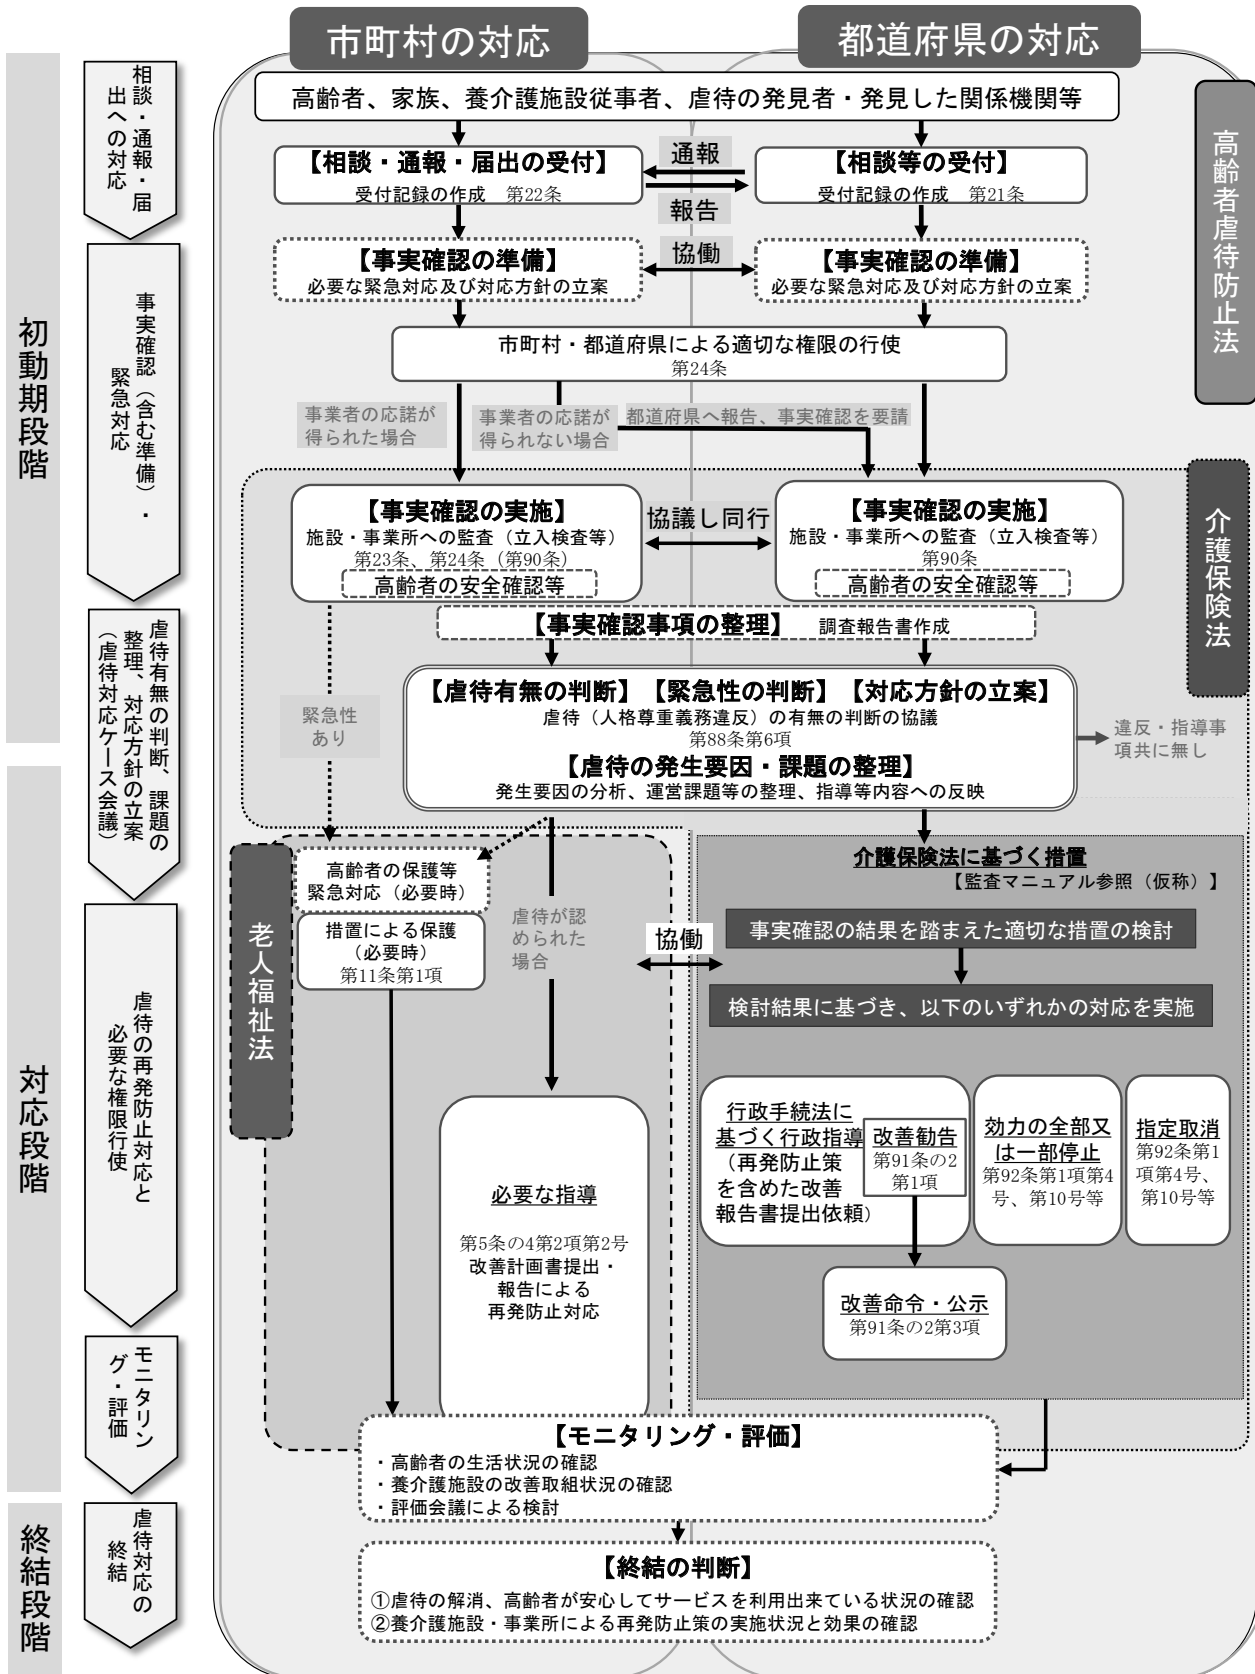 市町村の対応
都道府県の対応
初動期段階
対応段階
終結段階
相談・通報・届
出への対応
事実確認（含む準備）・
緊急対応
虐待有無の判断、課題の
整理、対応方針の立案
（虐待対応ケース会議）
虐待の再発防止対応と
必要な権限行使
モニタリン
グ・評価
虐待対応の
終結
高齢者虐待防止法
介護保険法
老人福祉法
高齢者、家族、養介護施設従事者、虐待の発見者・発見した関係機関等
【相談・通報・届出の受付】
受付記録の作成　第22条
通報
報告
【相談等の受付】
受付記録の作成　第21条
【事実確認の準備】
必要な緊急対応及び対応方針の立案
協働
【事実確認の準備】
必要な緊急対応及び対応方針の立案
市町村・都道府県による適切な権限の行使
第24条
事業者の応諾が
得られた場合
事業者の応諾が
得られない場合
都道府県へ報告、事実確認を要請
【事実確認の実施】
施設・事業所への監査（立入検査等）
第23条、第24条（第90条）
高齢者の安全確認等
協議し同行
【事実確認の実施】
施設・事業所への監査（立入検査等）
第90条
高齢者の安全確認等
【事実確認事項の整理】　調査報告書作成
【虐待有無の判断】【緊急性の判断】【対応方針の立案】
虐待（人格尊重義務違反）の有無の判断の協議
第88条第6項
【虐待の発生要因・課題の整理】
発生要因の分析、運営課題等の整理、指導等内容への反映
緊急性
あり
違反・指導事
項共に無し
高齢者の保護等
緊急対応（必要時）
措置による保護
（必要時）
第11条第1項
虐待が認
められた
場合
協働
介護保険法に基づく措置
【監査マニュアル参照（仮称）】
事実確認の結果を踏まえた適切な措置の検討
検討結果に基づき、以下のいずれかの対応を実施
行政手続法に
基づく行政指導
（再発防止策
を含めた改善
報告書提出依頼）
改善勧告
第91条の2
第1項
効力の全部又
は一部停止
第92条第1項第4
号、第10号等
指定取消
第92条第1
項第4号、
第10号等
改善命令・公示
第91条の2第3項
必要な指導
第5条の4第2項第2号
改善計画書提出・
報告による
再発防止対応
【モニタリング・評価】
・高齢者の生活状況の確認
・養介護施設の改善取組状況の確認
・評価会議による検討
【終結の判断】
①虐待の解消、高齢者が安心してサービスを利用出来ている状況の確認
②養介護施設・事業所による再発防止策の実施状況と効果の確認